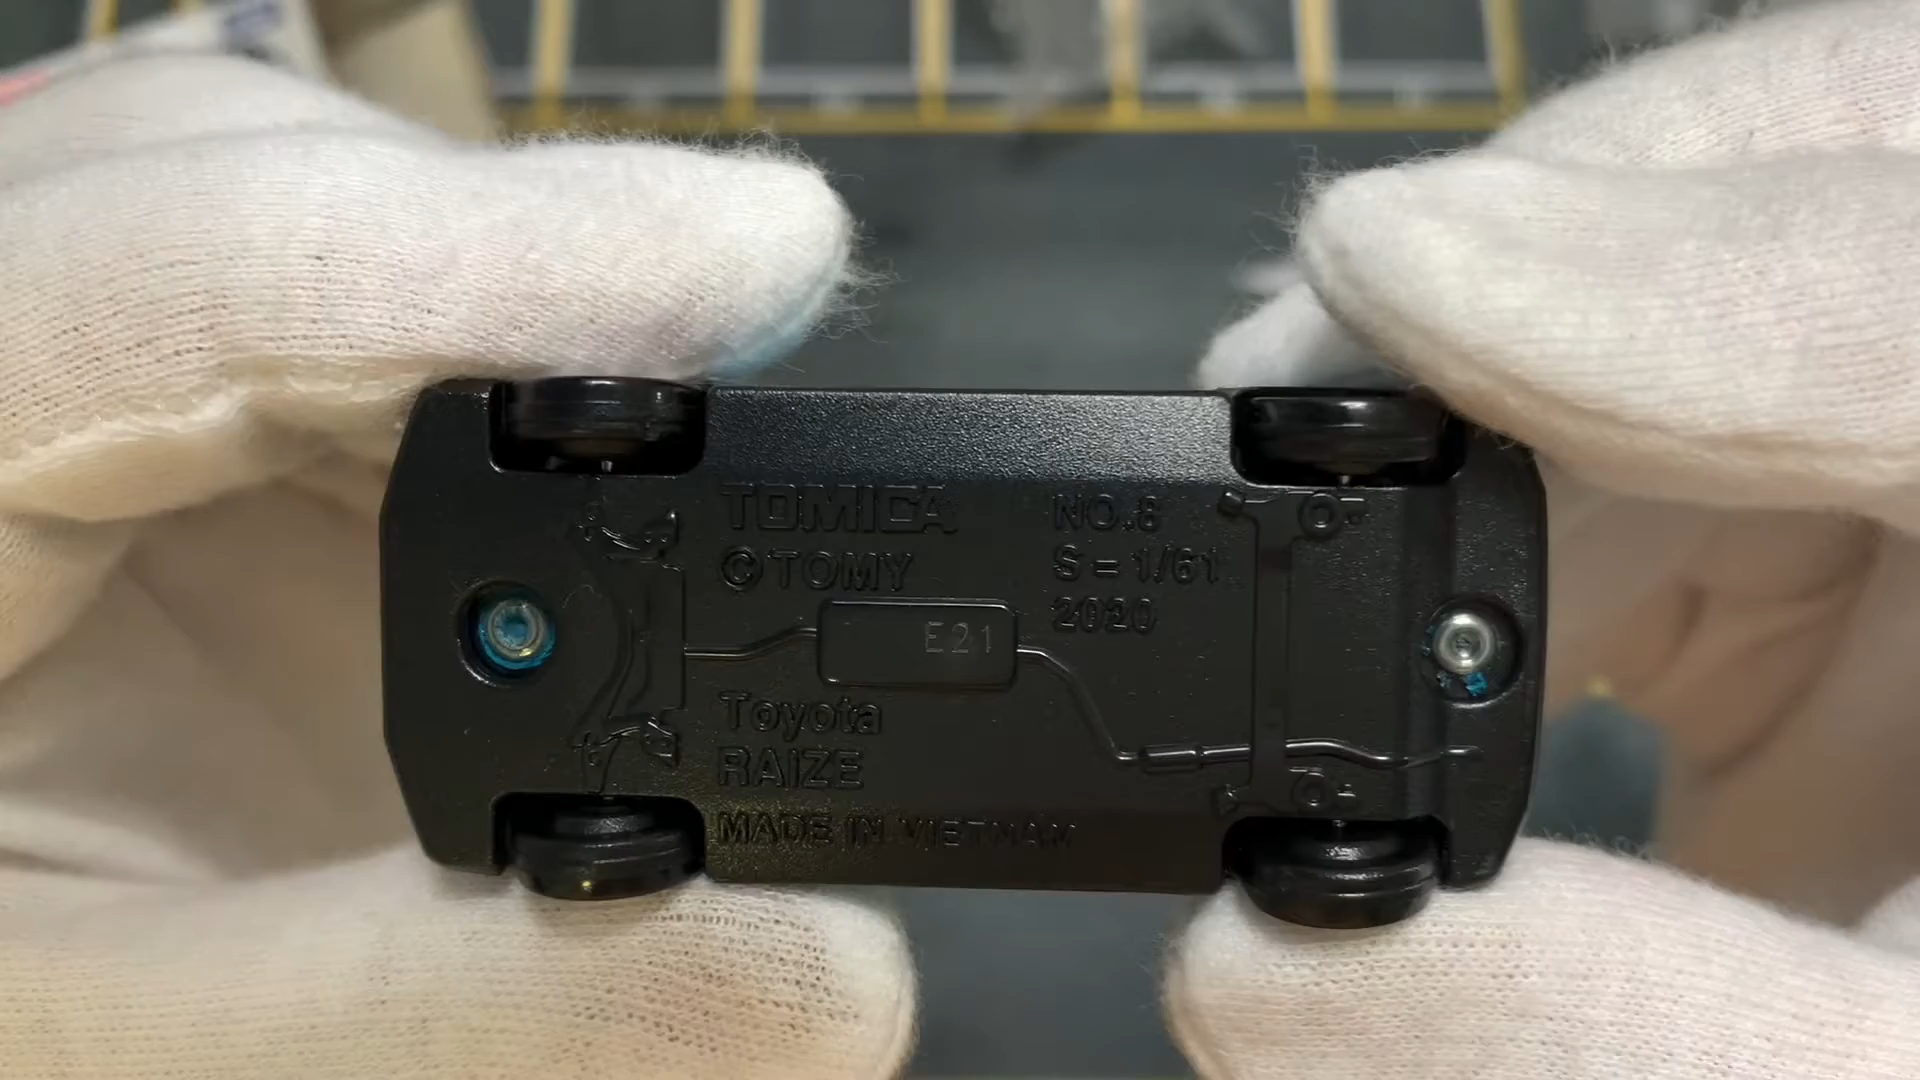 TOMICA
©TOMY
NO.8
S = 1/61
2020
E21
Toyota
RAIZE
MADE IN VIETNAM